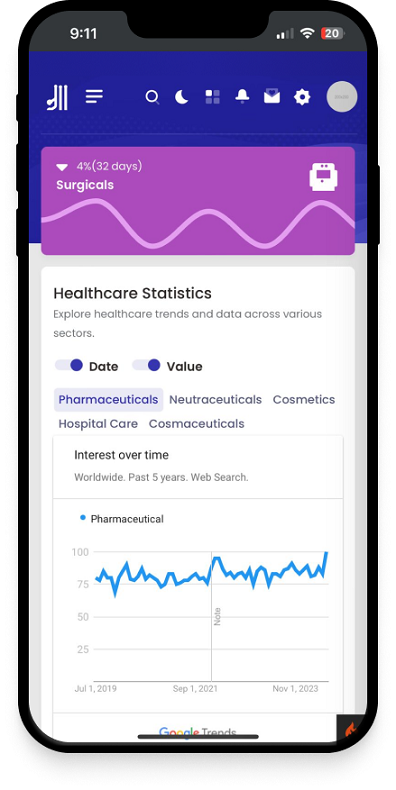 9:11
20
4%(32 days)
Surgicals
Healthcare Statistics
Explore healthcare trends and data across various
sectors.
Date Value
Pharmaceuticals Neutraceuticals Cosmetics
Hospital Care Cosmaceuticals
Interest over time
Worldwide. Past 5 years. Web Search.
Pharmaceutical
100
75
50
25
Note
Jul 1, 2019 Sep 1, 2021 Nov 1, 2023
Google Trends